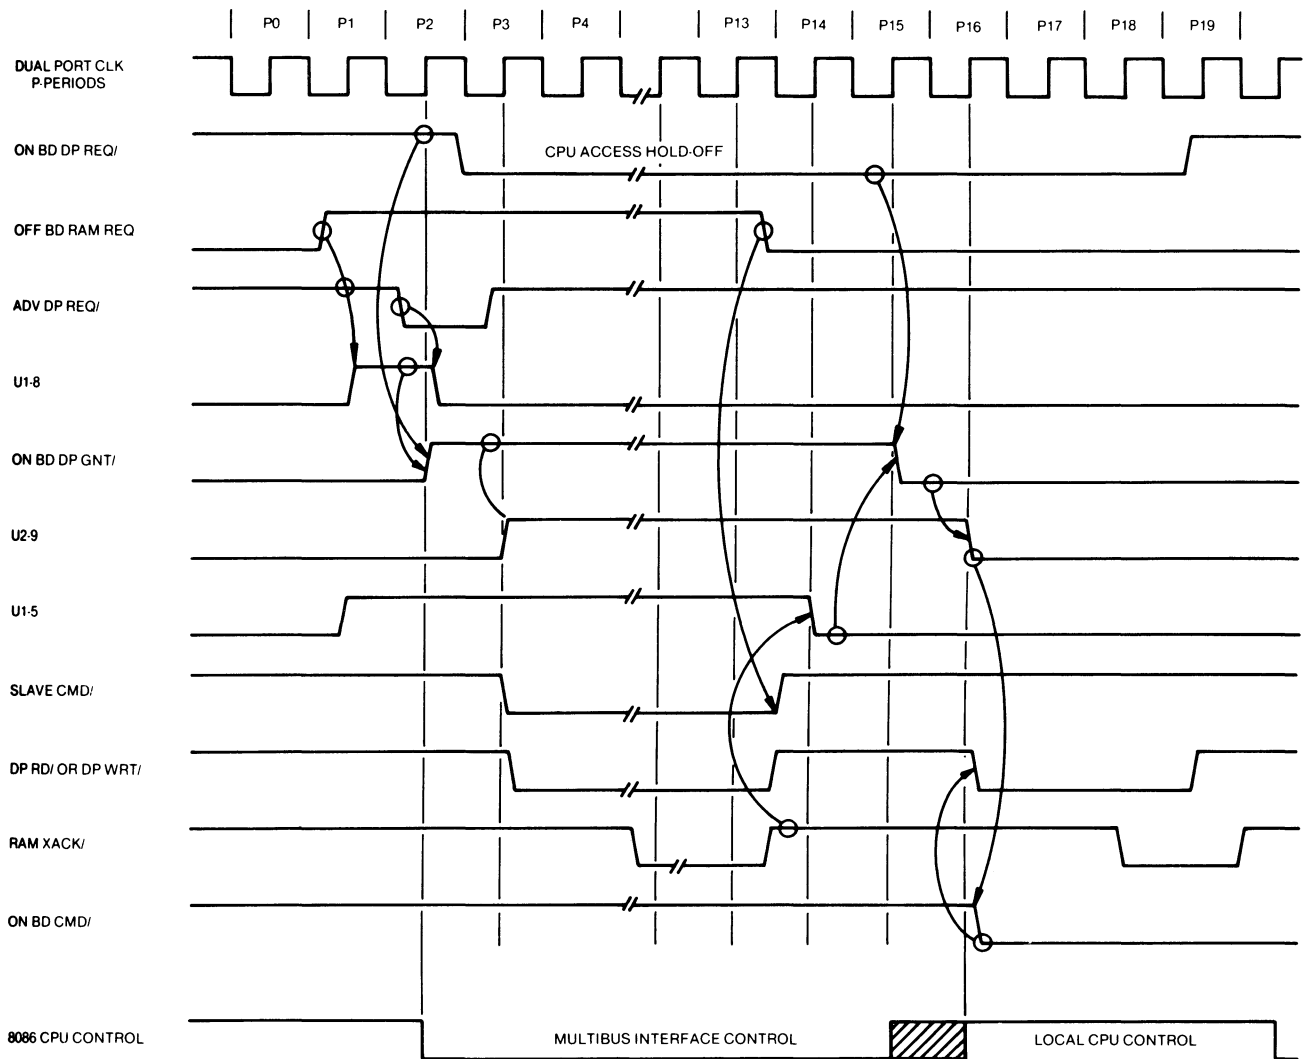 P0 P1 P2 P3 P4 P13 P14 P15 P16 P17 P18 P19
DUAL PORT CLK
P-PERIODS
ON BD DP REQ/
CPU ACCESS HOLD-OFF
OFF BD RAM REQ
ADV DP REQ/
U1-8
ON BD DP GNT/
U2-9
U1-5
SLAVE CMD/
DP RD/ OR DP WRT/
RAM XACK/
ON BD CMD/
8086 CPU CONTROL
MULTIBUS INTERFACE CONTROL
LOCAL CPU CONTROL